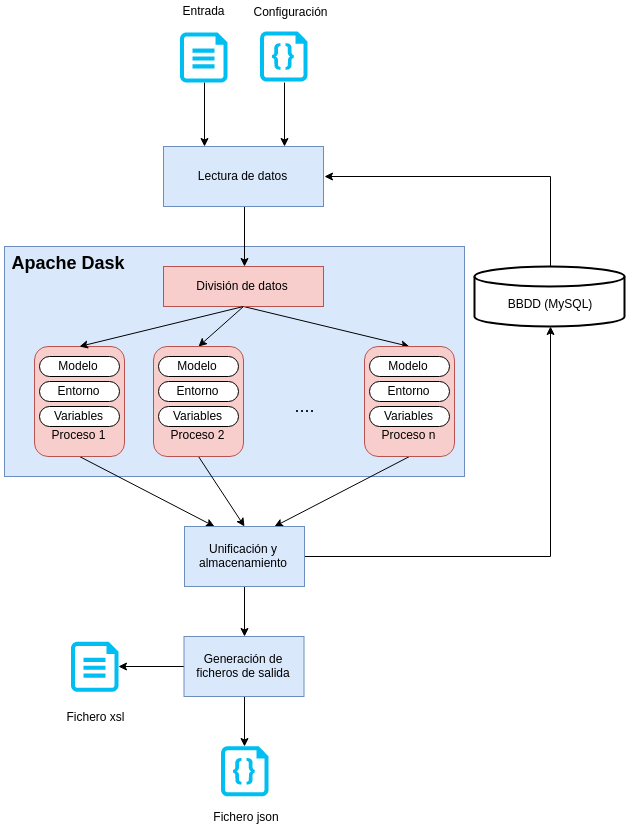 Entrada
Configuración
Lectura de datos
Apache Dask
División de datos
BBDD (MySQL)
Modelo
Entorno
Variables
Proceso 1
Modelo
Entorno
Variables
Proceso 2
....
Modelo
Entorno
Variables
Proceso n
Unificación y
almacenamiento
Generación de
ficheros de salida
Fichero xsl
{}
Fichero json